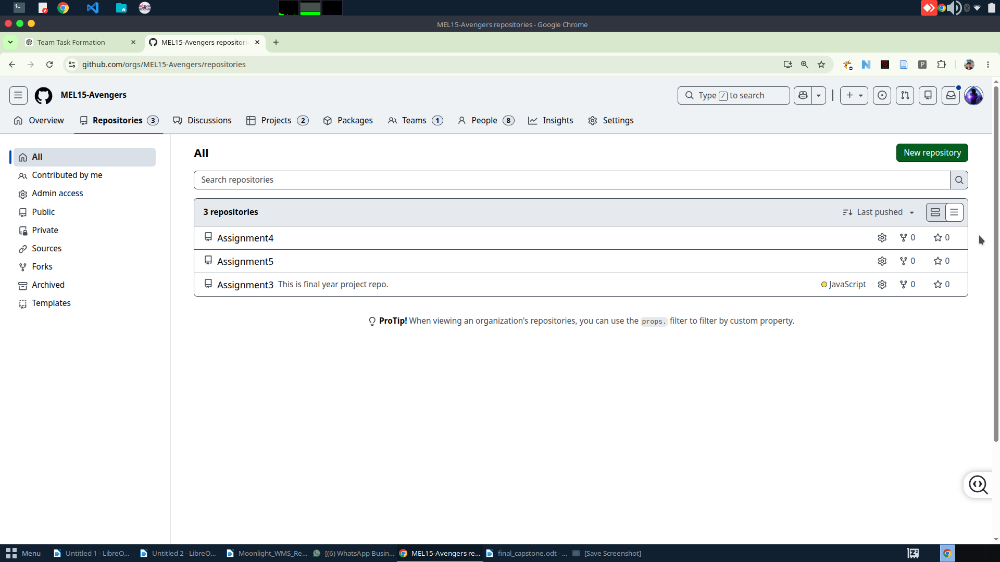 MEL15-Avengers repositories - Google Chrome
Team Task Formation
MEL15-Avengers repositori
github.com/orgs/MEL15-Avengers/repositories
MEL15-Avengers
Type / to search
Overview
Repositories 3
Discussions
Projects 2
Packages
Teams 1
People 8
Insights
Settings
All
Contributed by me
Admin access
Public
Private
Sources
Forks
Archived
Templates
All
New repository
Search repositories
3 repositories
Last pushed
Assignment4
0
0
Assignment5
0
0
Assignment3 This is final year project repo.
JavaScript
0
0
ProTip! When viewing an organization's repositories, you can use the props. filter to filter by custom property.
Menu
Untitled 1 - LibreO...
Untitled 2 - LibreO...
Moonlight_WMS_Re...
[(6) WhatsApp Busin...
MEL15-Avengers re...
final_capstone.odt - ...
[Save Screenshot]